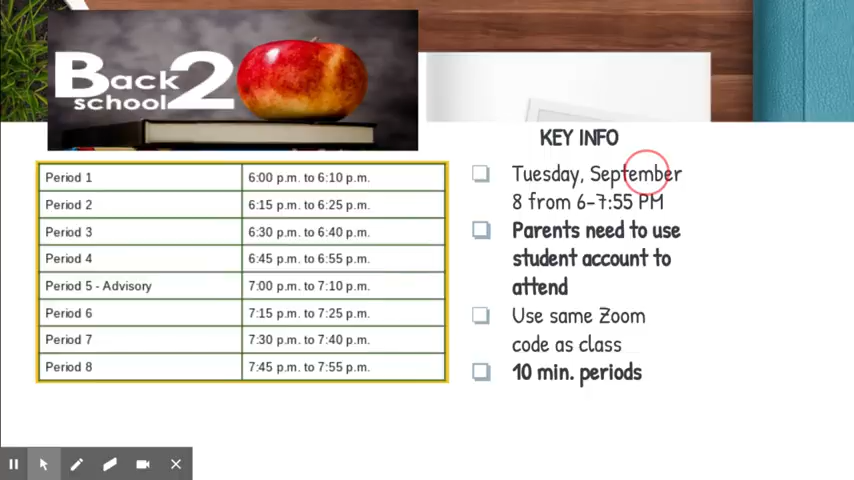 Back 2
school
Period 1 6:00 p.m. to 6:10 p.m.
Period 2 6:15 p.m. to 6:25 p.m.
Period 3 6:30 p.m. to 6:40 p.m.
Period 4 6:45 p.m. to 6:55 p.m.
Period 5 - Advisory 7:00 p.m. to 7:10 p.m.
Period 6 7:15 p.m. to 7:25 p.m.
Period 7 7:30 p.m. to 7:40 p.m.
Period 8 7:45 p.m. to 7:55 p.m.
KEY INFO
Tuesday, September
8 from 6-7:55 PM
Parents need to use
student account to
attend
Use same Zoom
code as class
10 min. periods